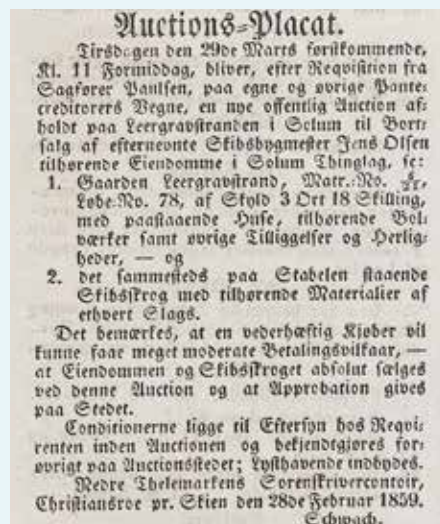 Auctions-Placat.
Tirsdagen den 29de Marts førstkommende,
Kl. 11 Formiddag, bliver, efter Reqvisition fra
Sagfører Paulsen, paa egne og øvrige Pante-
creditorers Vegne, en nye offentlig Auction af-
holdt paa Leergravstranden i Solum til Bort-
salg af efternevnte Skibsbygmester Jens Olsen
tilhørende Eiendomme i Solum Thinglag, se:
1. Gaarden Leergravstrand, Matr.-No.
Løbe-No. 78, af Skyld 3 Ort 18 Skilling,
med paastaaende Huse, tilhørende Bol-
værker samt øvrige Tilliggelser og Herlig-
heder, — og
2. det sammesteds paa Stabelen staaende
Skibsskrog med tilhørende Materialier af
ethvert Slags.
Det bemærkes, at en vederhæftig Kjøber vil
kunne faae meget moderate Betalingsvilkaar, —
at Eiendommen og Skibsskroget absolut sælges
ved denne Auction og at Approbation gives
paa Stedet.
Conditionerne ligge til Eftersyn hos Reqvi-
renten inden Auctionen og bekjendtgjøres for-
øvrigt paa Auctionsstedet; Lysthavende indbydes.
Nedre Thelemarkens Sorenskrivercontoir,
Christiansroe pr. Skien den 28de Februar 1859.
Schwach.